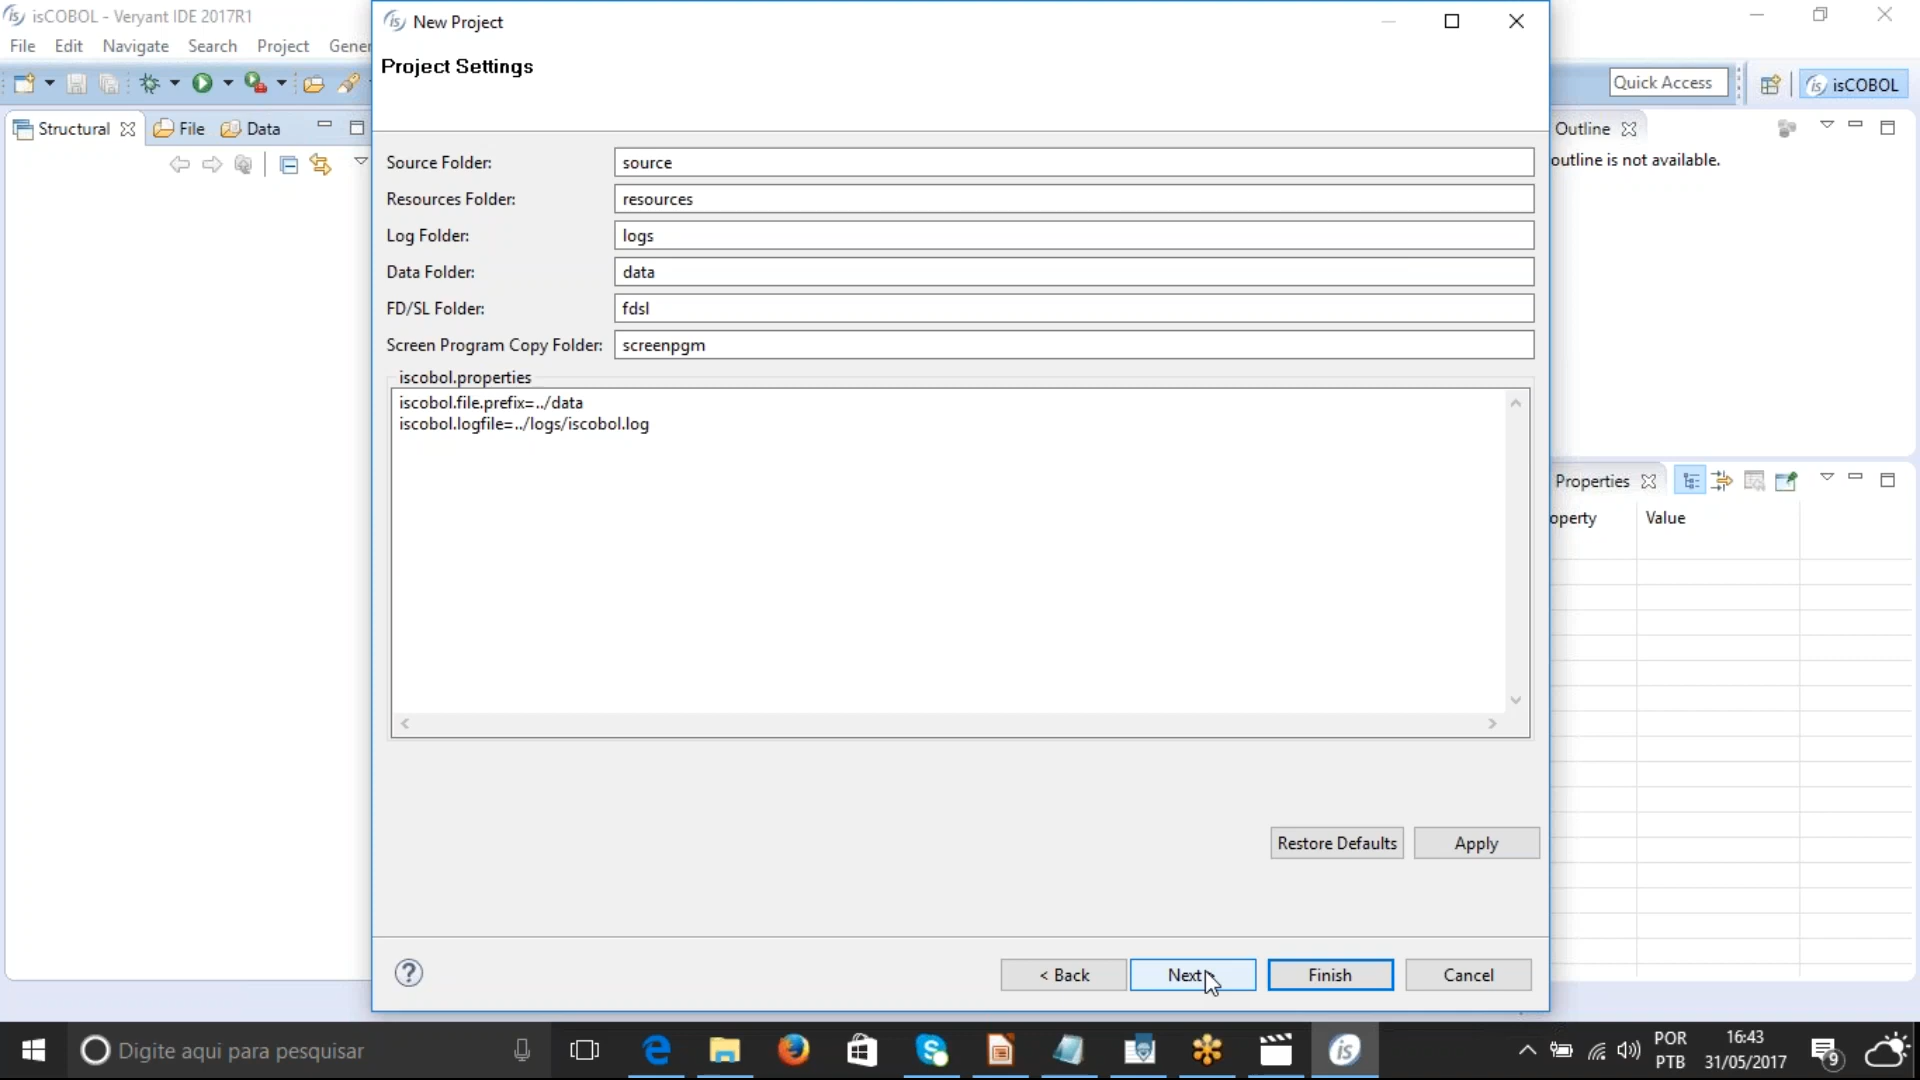 isCOBOL - Veryant IDE 2017R1
New Project
File Edit Navigate Search Project Gener
Project Settings
Quick Access
isCOBOL
Structural
File
Data
Outline
outline is not available.
Source Folder: source
Resources Folder: resources
Log Folder: logs
Data Folder: data
FD/SL Folder: fdsl
Screen Program Copy Folder: screenpgm
iscobol.properties
iscobol.file.prefix=../data
iscobol.logfile=../logs/iscobol.log
Properties
operty Value
Restore Defaults Apply
< Back Next Finish Cancel
Digite aqui para pesquisar
POR
PTB
16:43
31/05/2017
9